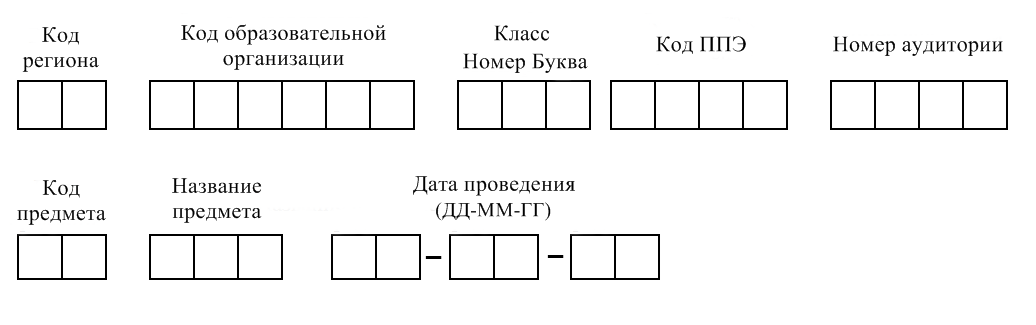 Код
региона
Код образовательной
организации
Класс
Номер Буква
Код ППЭ
Номер аудитории
Код
предмета
Название
предмета
Дата проведения
(ДД-ММ-ГГ)
– –